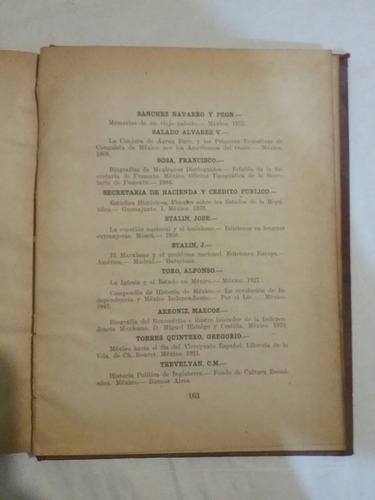 SANCHEZ NAVARRO Y PEON.—
Memorias de un viejo palacio.— México. 1951.
SALADO ALVAREZ V.—
La Conjura de Aaron Burr, y las Primeras Tentativas de
Conquista de México por los Americanos del Oeste.— México.
1908.
SOSA, FRANCISCO.—
Biografías de Mexicanos Distinguidos.— Edición de la Se-
cretaría de Fomento. México. Oficina Tipográfica de la Secre-
taría de Fomento.— 1884.
SECRETARIA DE HACIENDA Y CREDITO PUBLICO.—
Estudios Históricos, sobre los Estados de la Repú-
blica.— Guanajuato. I. México.
STALIN, JOSE.—
La cuestión nacional y el leninismo.— Ediciones en lenguas
extranjeras. Moscú.— 1950.
STALIN, J.—
El Marxismo y el problema nacional. Ediciones Europa-
América.— Madrid.— Barcelona.
TORO, ALFONSO.—
La Iglesia y el Estado en México.— México. 1927.
Compendio de Historia de México.— La revolución de In-
dependencia y México Independiente.— Por el Lic. México.
1947.
ARRONIZ, MARCOS.—
Biografía del Benemérito e ilustre iniciador de la Indepen-
dencia Mexicana. D. Miguel Hidalgo y Costilla. México.
TORRES QUINTERO, GREGORIO.—
México hacia el fin del Virreynato Español. Librería de la
Vda. de Ch. Bouret. México. 1921.
TREVELYAN, C.M.—
Historia Política de Inglaterra.— Fondo de Cultura Econó-
mica. México.— Buenos Aires.
163